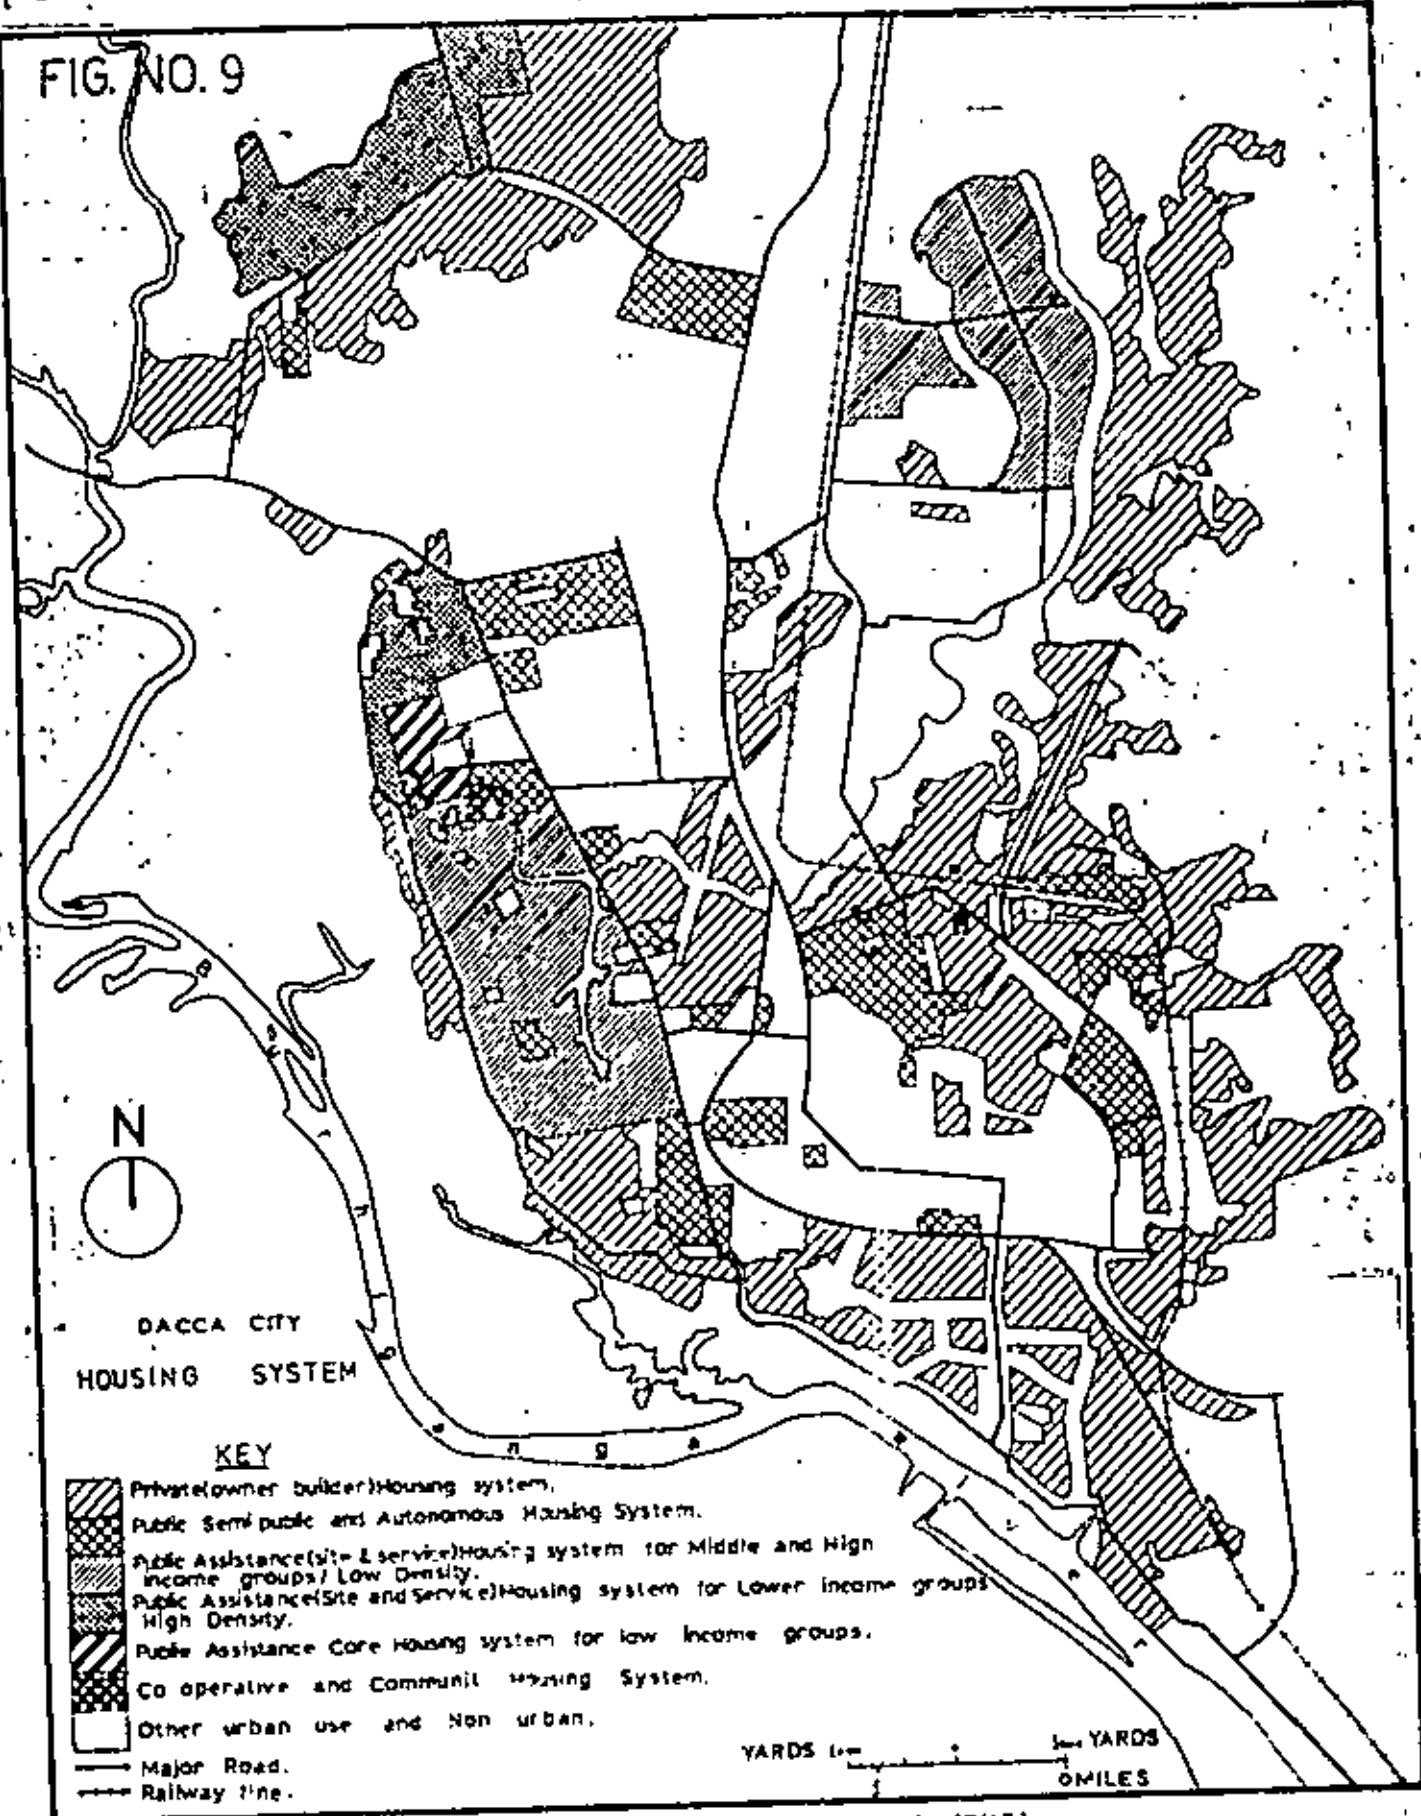 FIG. NO. 9
N
DACCA CITY
HOUSING SYSTEM
KEY
Private(owner builder)Housing system.
Public Semi public and Autonomous Housing System.
Public Assistance(site & service)Housing system for Middle and High
income groups/ Low Density.
Public Assistance(Site and Service)Housing system for Lower income groups
High Density.
Public Assistance Core Housing system for low income groups.
Co operative and Communit Housing System.
Other urban use and Non urban.
Major Road.
Railway line.
YARDS YARDS
0MILES